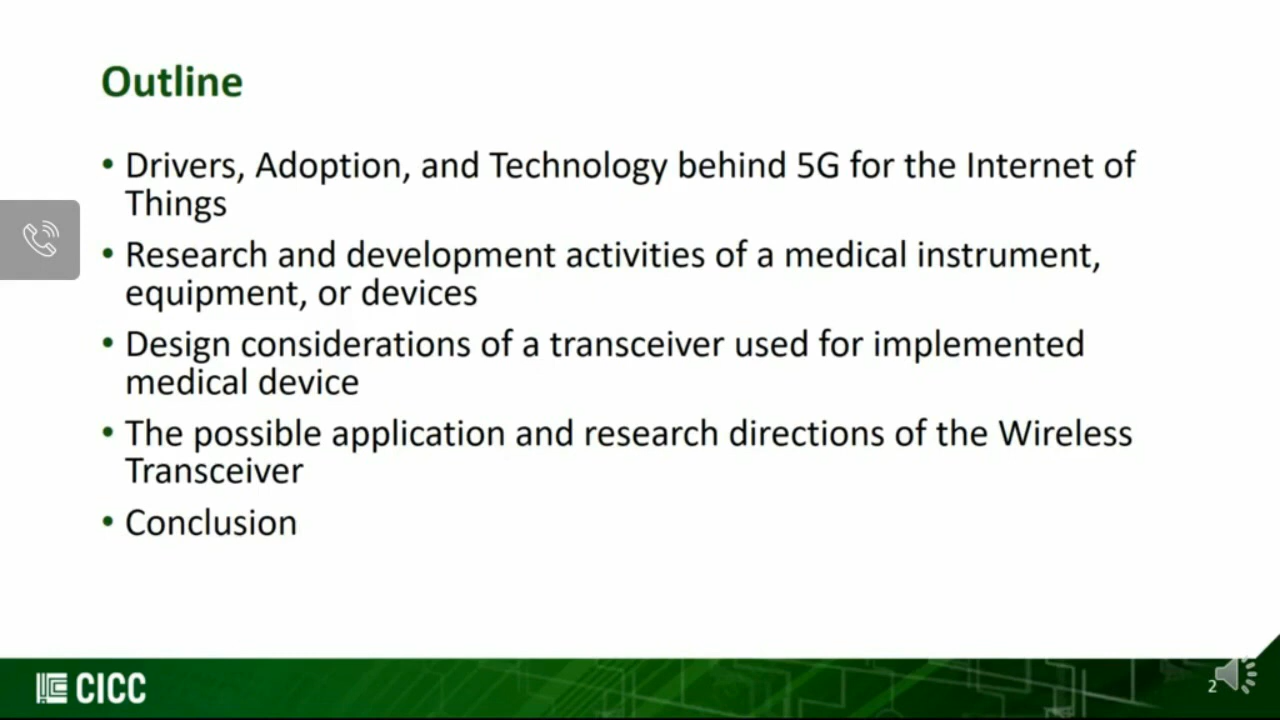 Outline
• Drivers, Adoption, and Technology behind 5G for the Internet of
Things
• Research and development activities of a medical instrument,
equipment, or devices
• Design considerations of a transceiver used for implemented
medical device
• The possible application and research directions of the Wireless
Transceiver
• Conclusion
CICC
2